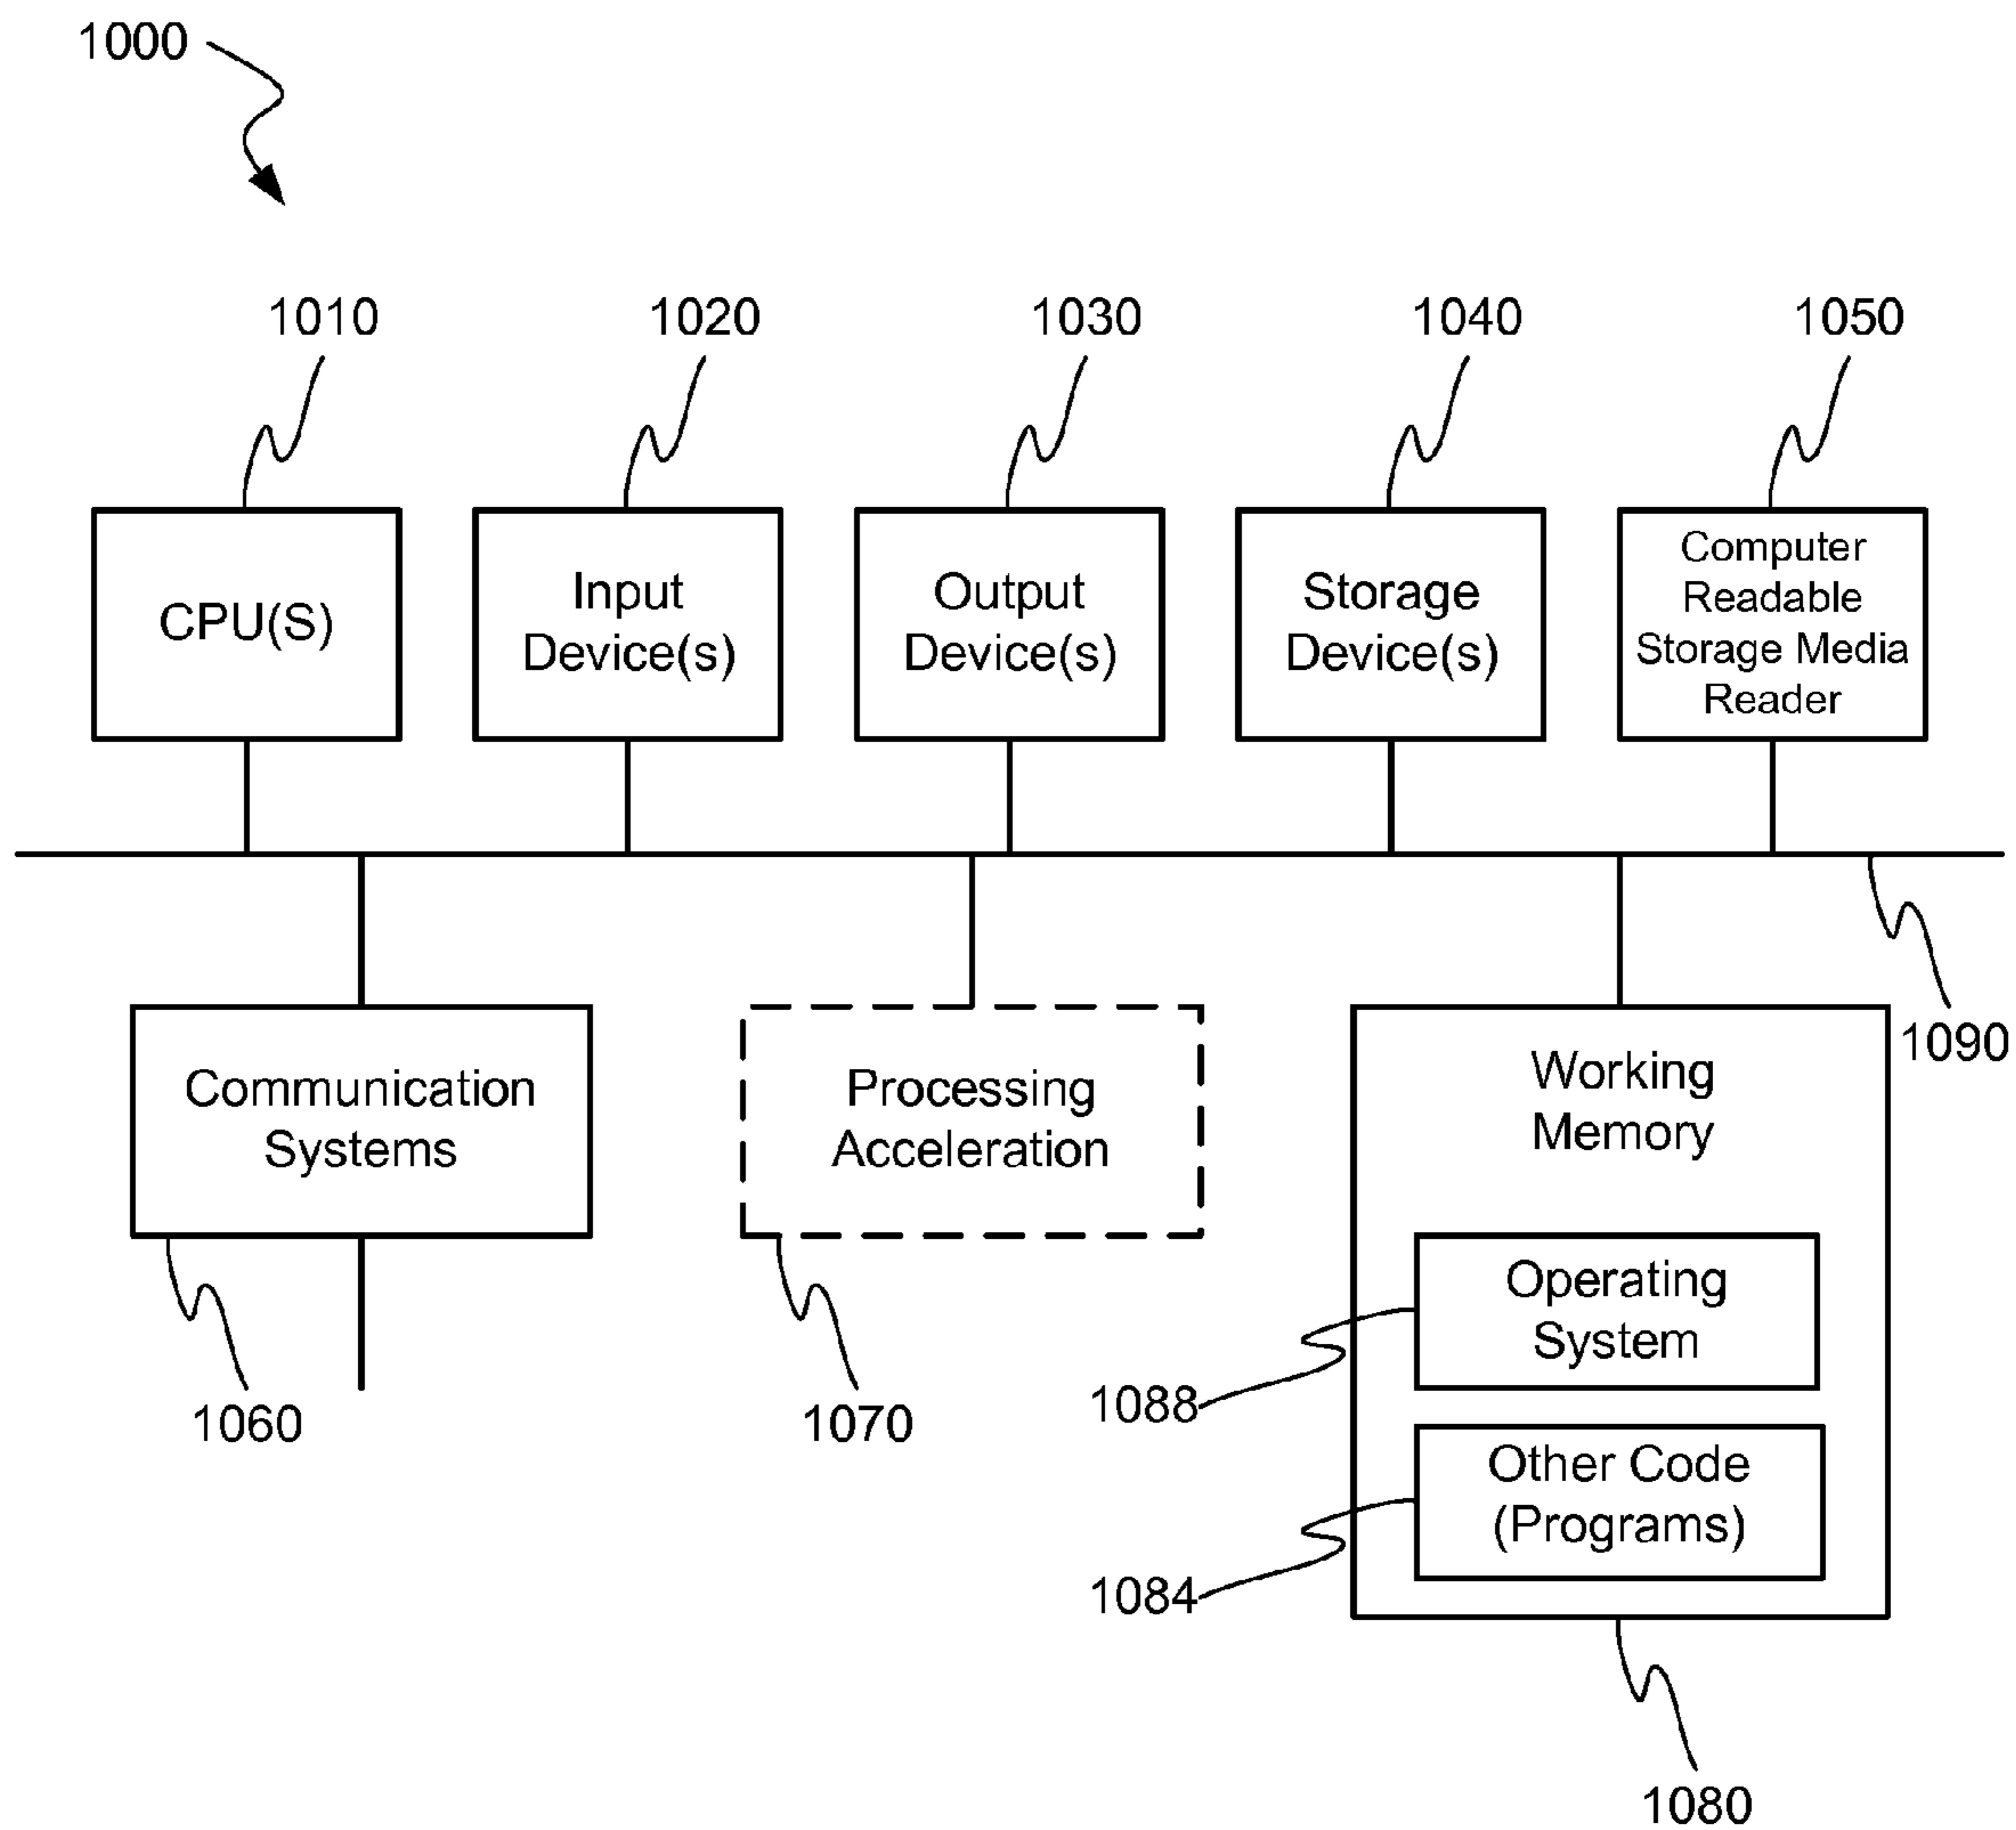 1000
1010
1020
1030
1040
1050
CPU(S)
Input
Device(s)
Output
Device(s)
Storage
Device(s)
Computer
Readable
Storage Media
Reader
1090
Communication
Systems
1060
Processing
Acceleration
1070
Working
Memory
Operating
System
1088
Other Code
(Programs)
1084
1080